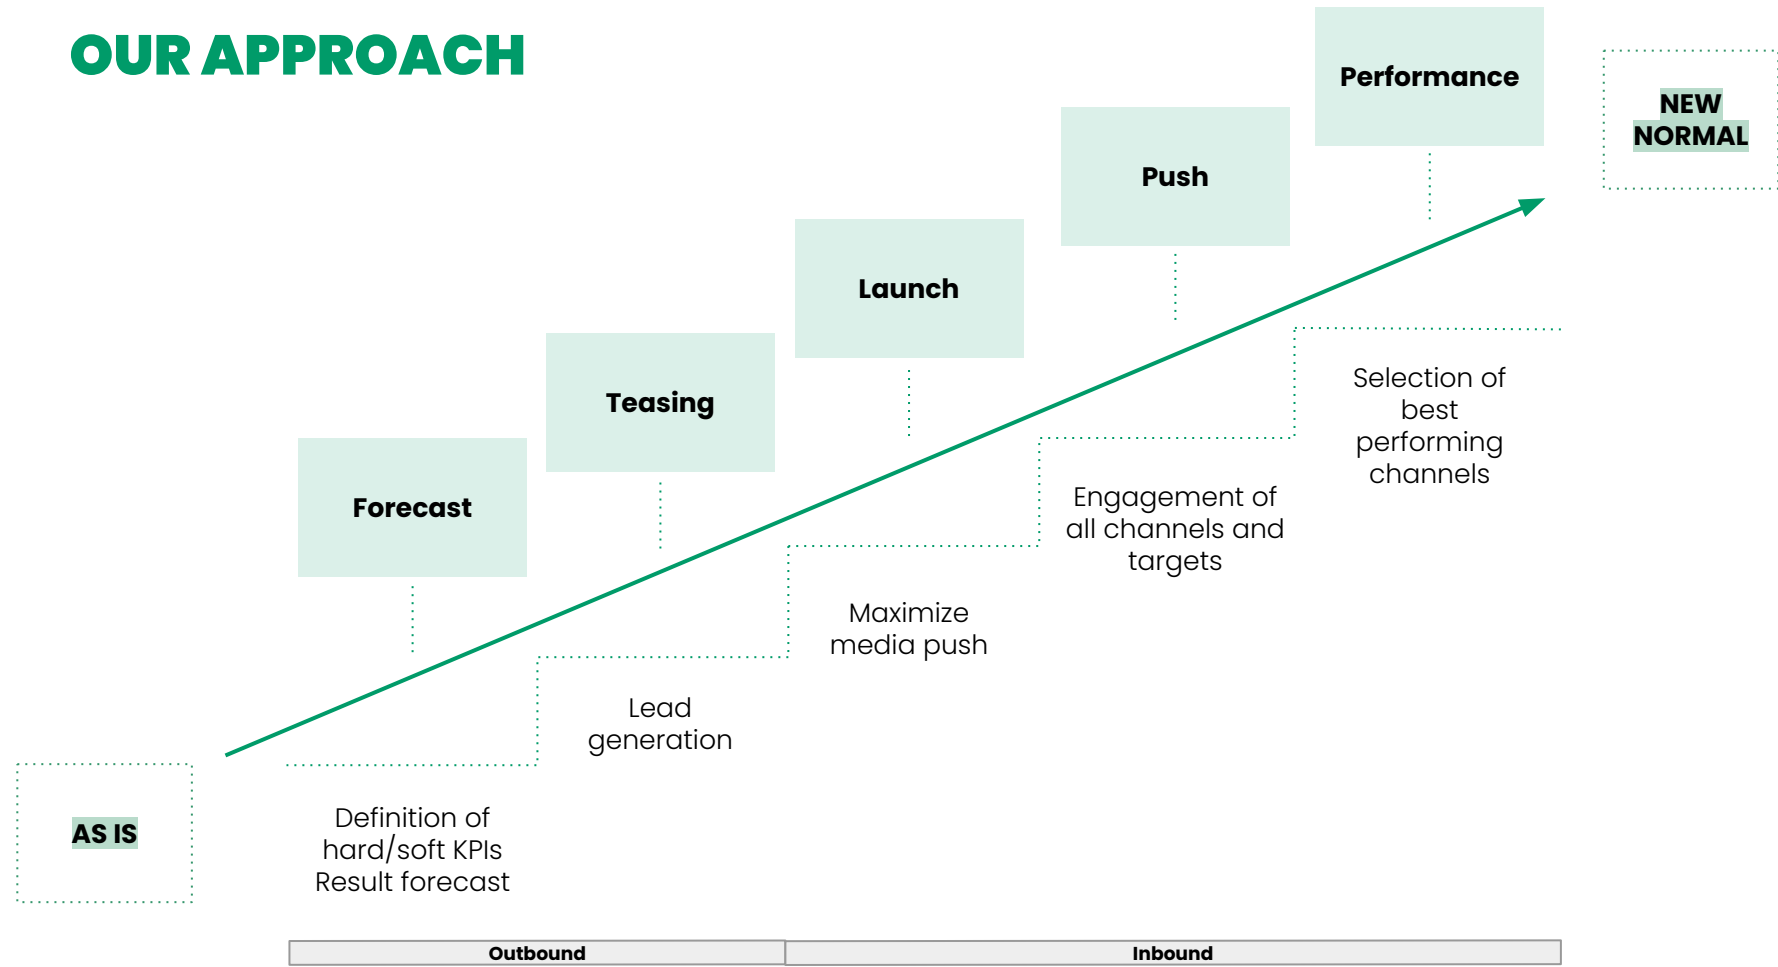 OUR APPROACH
Performance
NEW
NORMAL
Push
Launch
Teasing
Forecast
Selection of
best
performing
channels
Engagement of
all channels and
targets
Maximize
media push
Lead
generation
AS IS
Definition of
hard/soft KPIs
Result forecast
Outbound
Inbound